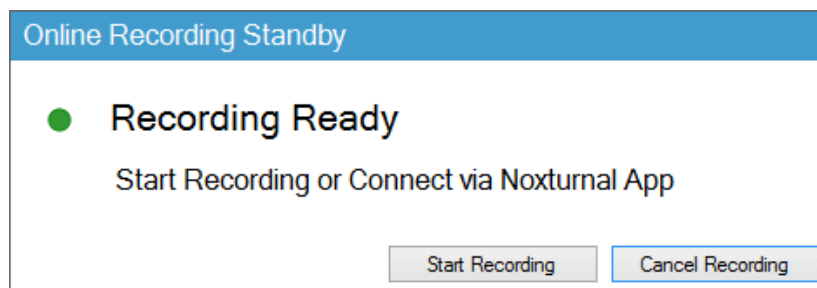 Online Recording Standby
Recording Ready
Start Recording or Connect via Noxturnal App
Start Recording Cancel Recording